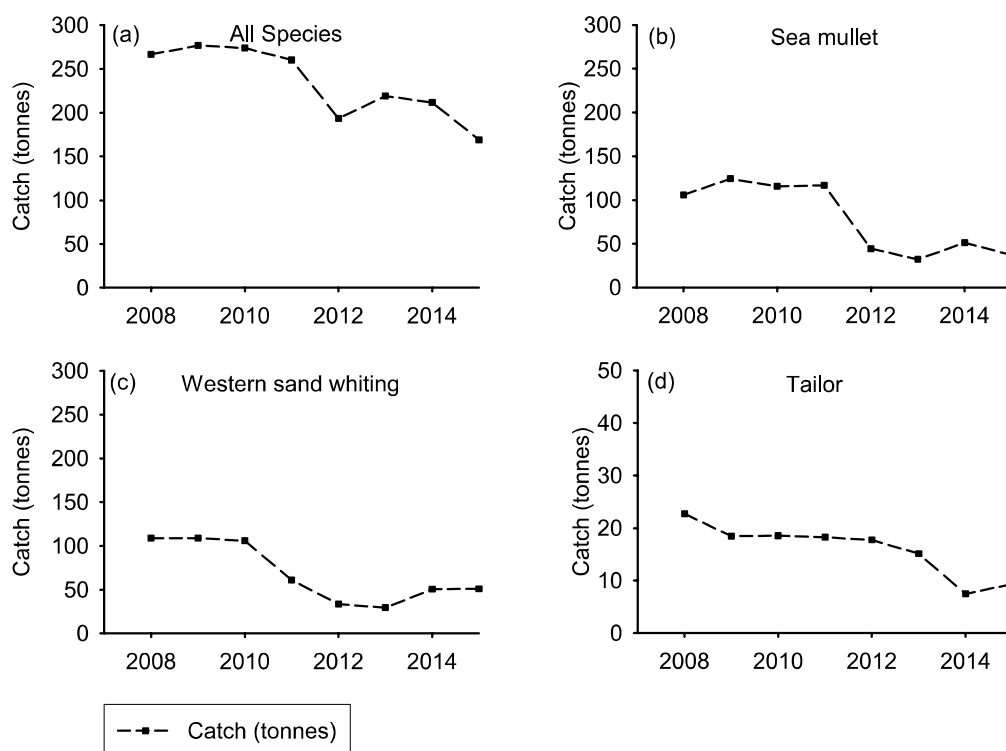 (a) All Species
Catch (tonnes)
300
250
200
150
100
50
0
2008 2010 2012 2014
(b) Sea mullet
Catch (tonnes)
300
250
200
150
100
50
0
2008 2010 2012 2014
(c) Western sand whiting
Catch (tonnes)
300
250
200
150
100
50
0
2008 2010 2012 2014
(d) Tailor
Catch (tonnes)
50
40
30
20
10
0
2008 2010 2012 2014
Catch (tonnes)